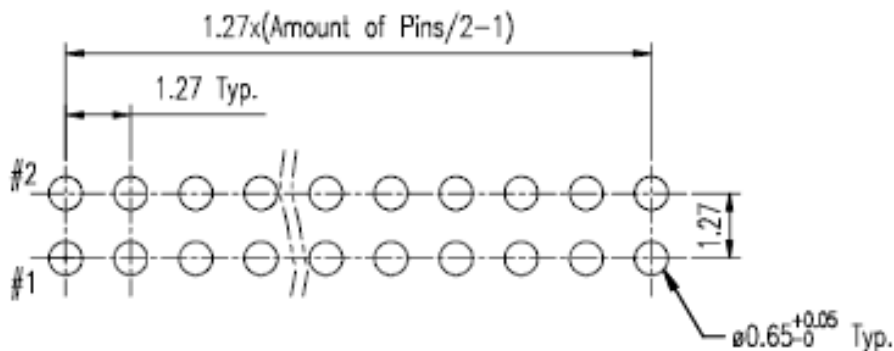 1.27x(Amount of Pins/2-1)
1.27 Typ.
#2
1.27
#1
ø0.65+0.05-0 Typ.